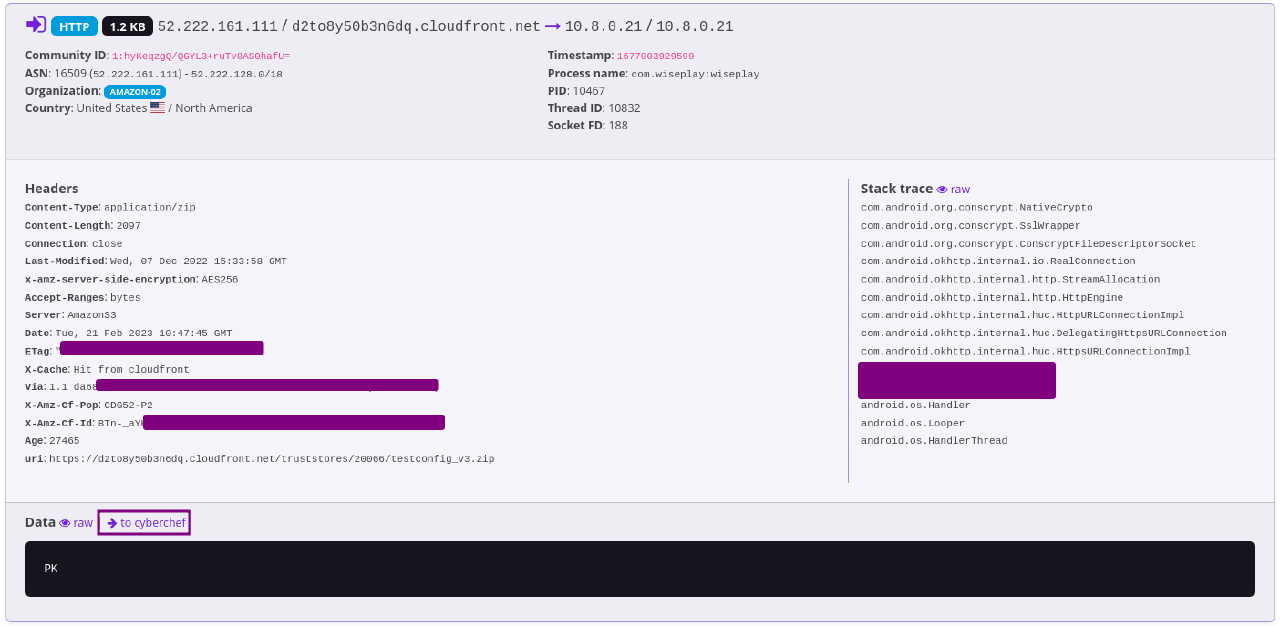 HTTP 1.2 KB 52.222.161.111 / d2to8y50b3n6dq.cloudfront.net → 10.8.0.21 / 10.8.0.21
Community ID: 1:hyKeqzgQ/QGYL3+ruTv8AS0hafU=
ASN: 16509 (52.222.161.111) - 52.222.128.0/18
Organization: AMAZON-02
Country: United States / North America
Timestamp: 1677003929599
Process name: com.wiseplay:wiseplay
PID: 10467
Thread ID: 10832
Socket FD: 188
Headers
Content-Type: application/zip
Content-Length: 2097
Connection: close
Last-Modified: Wed, 07 Dec 2022 15:33:58 GMT
x-amz-server-side-encryption: AES256
Accept-Ranges: bytes
Server: AmazonS3
Date: Tue, 21 Feb 2023 10:47:45 GMT
ETag: "
X-Cache: Hit from cloudfront
Via: 1.1 da68
X-Amz-Cf-Pop: CDG52-P2
X-Amz-Cf-Id: BTn-_aY
Age: 27465
uri: https://d2to8y50b3n6dq.cloudfront.net/truststores/20066/testconfig_v3.zip
Stack trace raw
com.android.org.conscrypt.NativeCrypto
com.android.org.conscrypt.SslWrapper
com.android.org.conscrypt.ConscryptFileDescriptorSocket
com.android.okhttp.internal.io.RealConnection
com.android.okhttp.internal.http.StreamAllocation
com.android.okhttp.internal.http.HttpEngine
com.android.okhttp.internal.huc.HttpURLConnectionImpl
com.android.okhttp.internal.huc.DelegatingHttpsURLConnection
com.android.okhttp.internal.huc.HttpsURLConnectionImpl
android.os.Handler
android.os.Looper
android.os.HandlerThread
Data raw → to cyberchef
PK